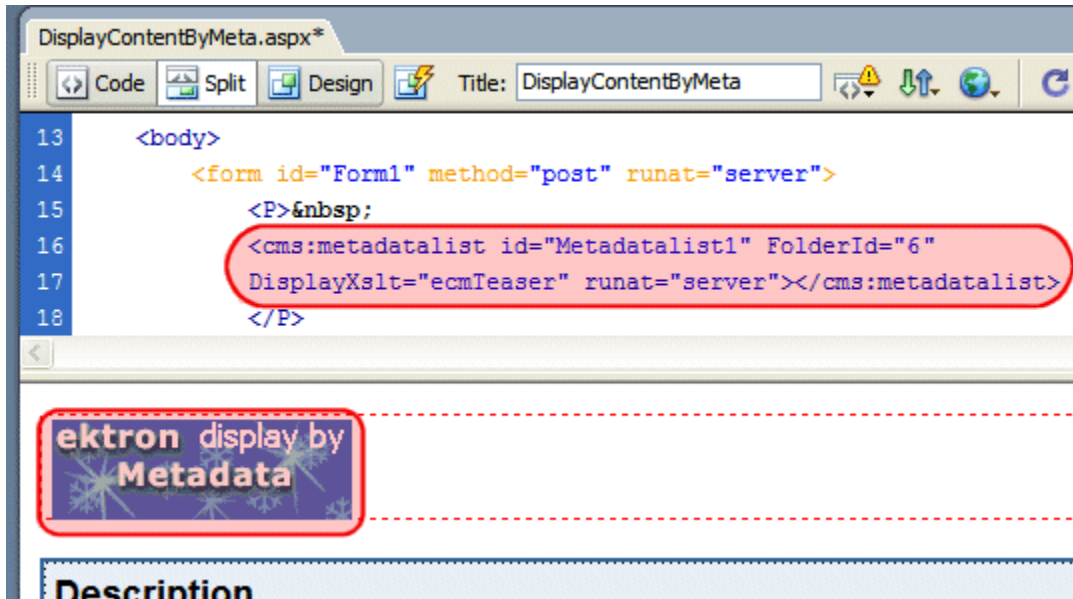 DisplayContentByMeta.aspx*
Code Split Design Title: DisplayContentByMeta
13 <body>
14 <form id="Form1" method="post" runat="server">
15 <P>&nbsp;
16 <cms:metadatalist id="Metadatalist1" FolderId="6"
17 DisplayXslt="ecmTeaser" runat="server"></cms:metadatalist>
18 </P>
ektron display by
Metadata
Description